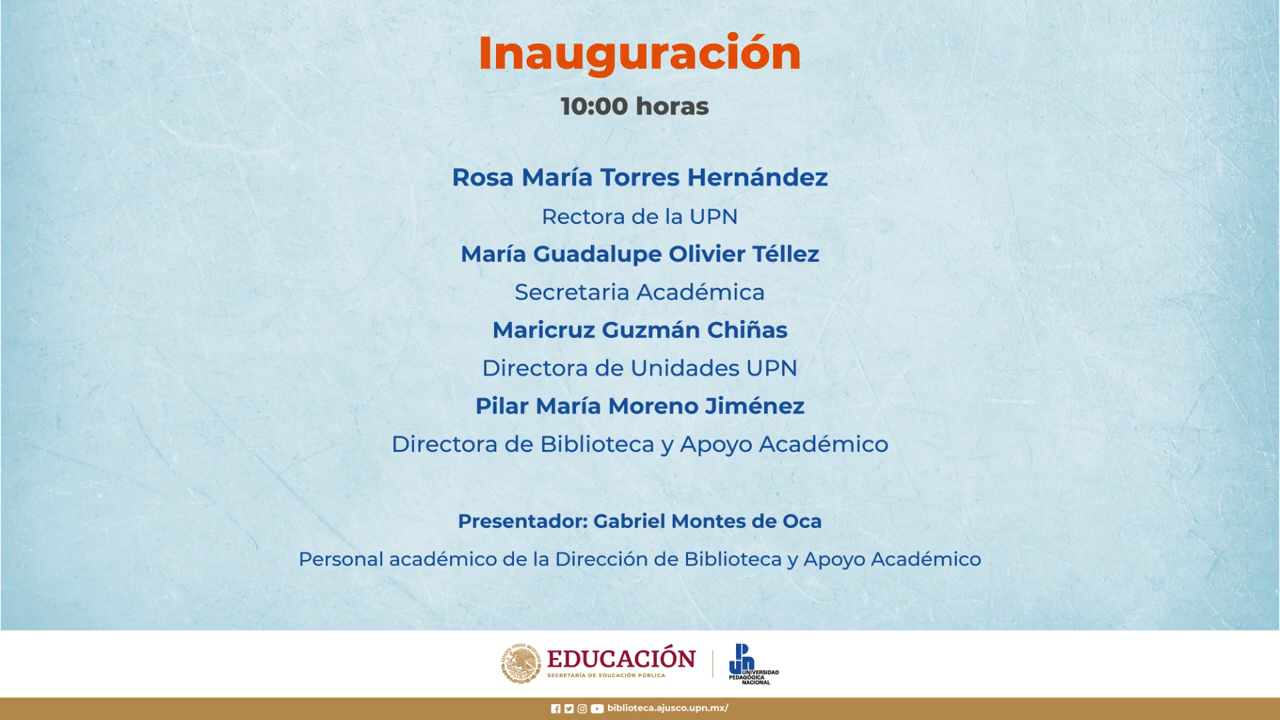 Inauguración
10:00 horas
Rosa María Torres Hernández
Rectora de la UPN
María Guadalupe Olivier Téllez
Secretaria Académica
Maricruz Guzmán Chiñas
Directora de Unidades UPN
Pilar María Moreno Jiménez
Directora de Biblioteca y Apoyo Académico
Presentador: Gabriel Montes de Oca
Personal académico de la Dirección de Biblioteca y Apoyo Académico
EDUCACIÓN
SECRETARÍA DE EDUCACIÓN PÚBLICA
UNIVERSIDAD
PEDAGÓGICA
NACIONAL
biblioteca.ajusco.upn.mx/